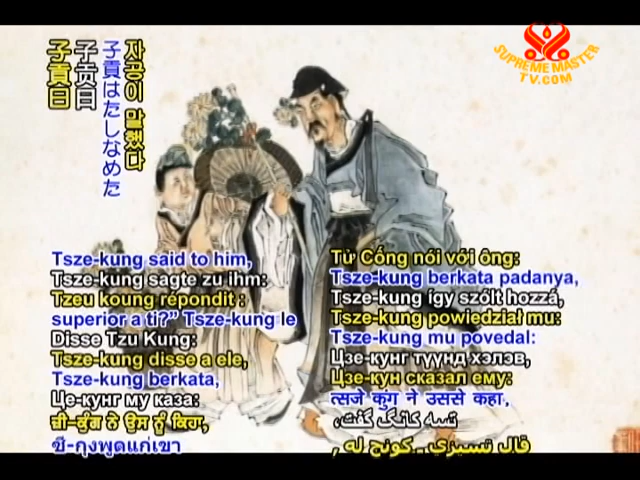 子貢曰
子贡曰
子貢はたしなめた
자공이 말했다
SUPREME MASTER
TV.COM
Tsze-kung said to him,
Tsze-kung sagte zu ihm:
Tzeu koung répondit :
superior a ti?” Tsze-kung le
Disse Tzu Kung:
Tsze-kung disse a ele,
Tsze-kung berkata,
Це-кунг му каза:
ਜ਼ੀ-ਕੁੰਗ ਨੇ ਉਸ ਨੂੰ ਕਿਹਾ,
ซี-กุงพูดแก่เขา
Tử Cống nói với ông:
Tsze-kung berkata padanya,
Tsze-kung így szólt hozzá,
Tsze-kung powiedział mu:
Tsze-kung mu povedal:
Цзе-кунг түүнд хэлэв,
Цзе-кун сказал ему:
त्सजे कुंग ने उससे कहा,
تسه کانگ گفت،
قال تسيزي ـ كونج له ,